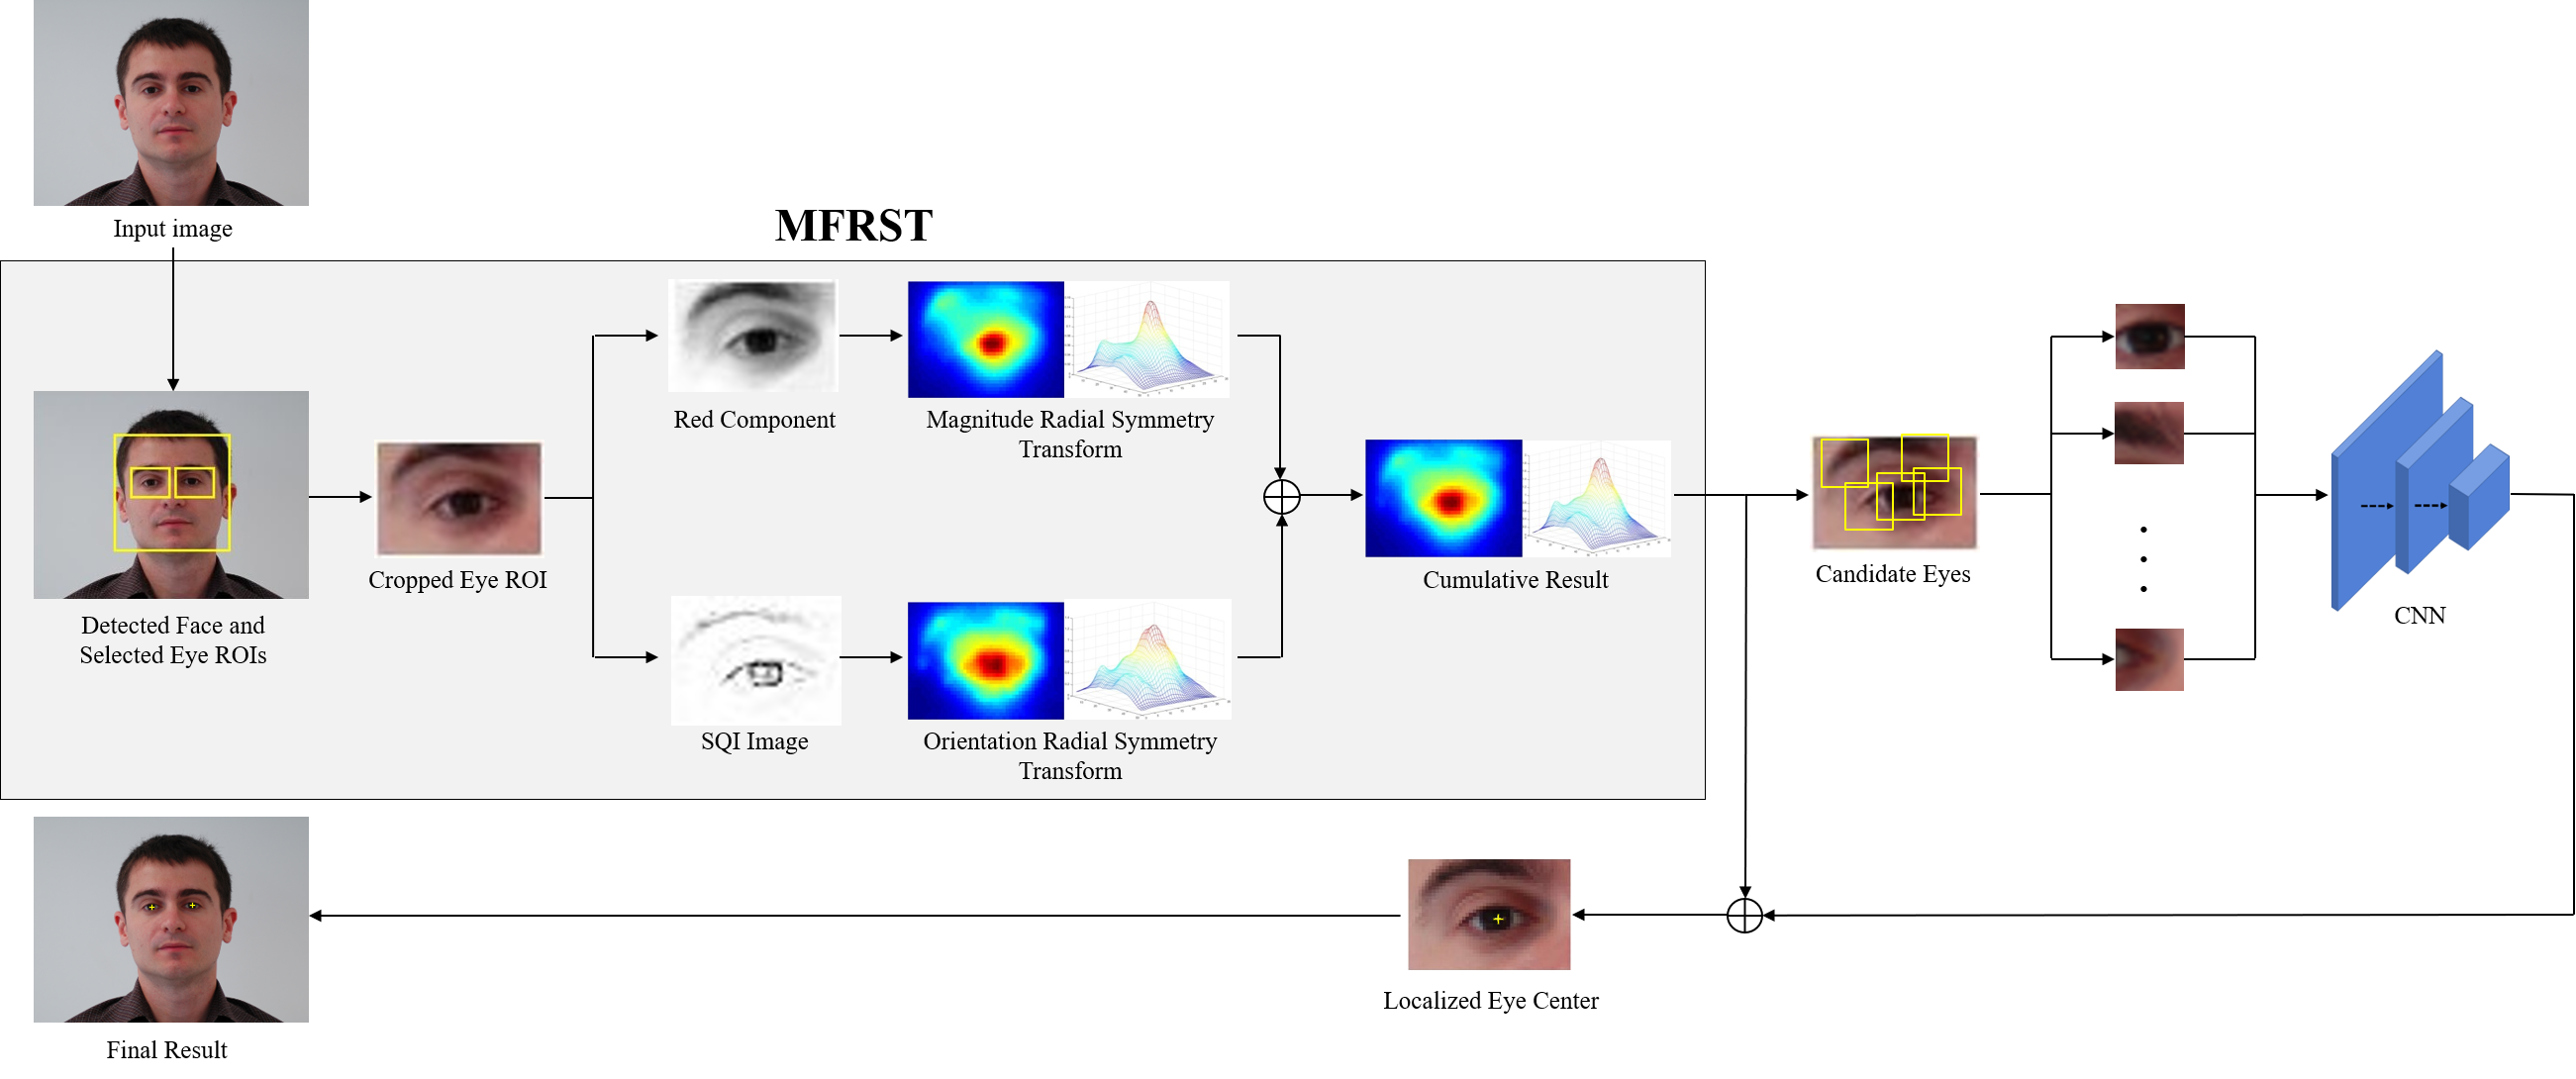 Input image
MFRST
Detected Face and
Selected Eye ROIs
Cropped Eye ROI
Red Component
Magnitude Radial Symmetry
Transform
SQI Image
Orientation Radial Symmetry
Transform
Cumulative Result
Candidate Eyes
CNN
Localized Eye Center
Final Result